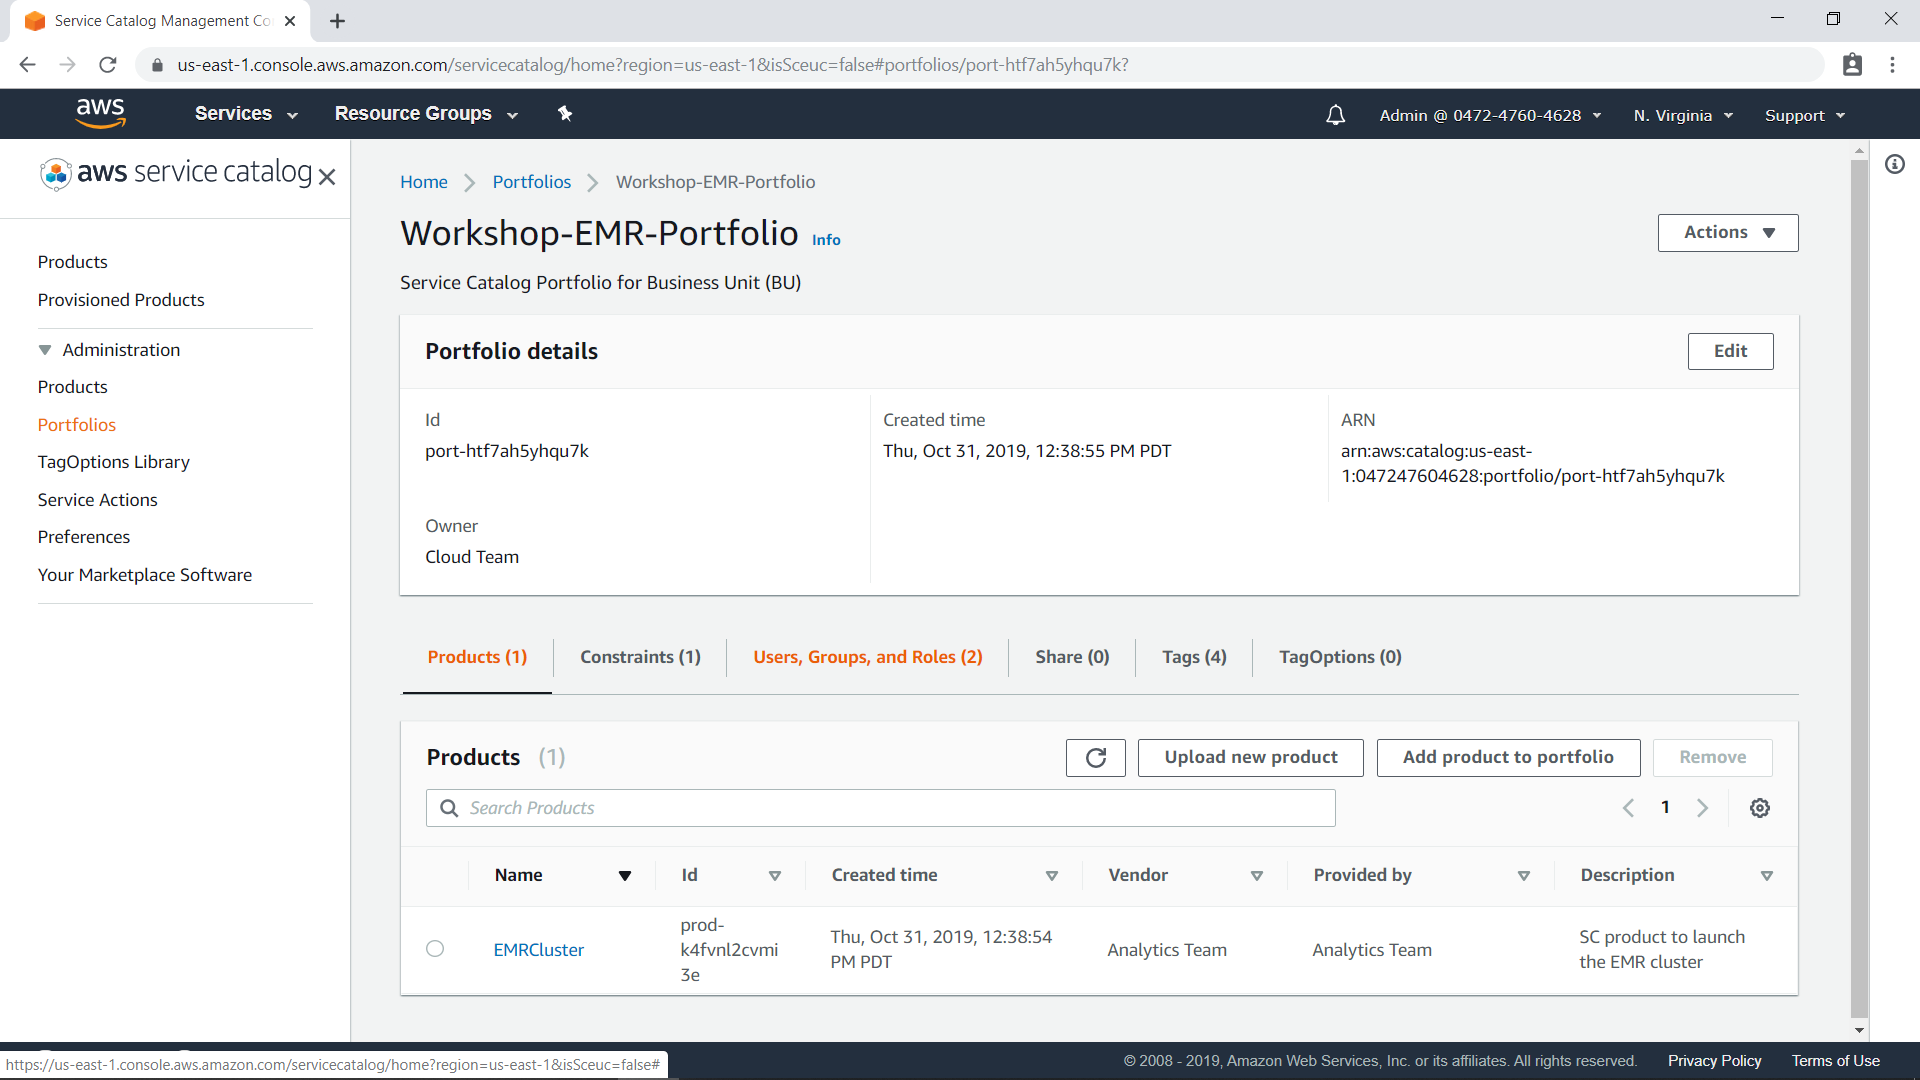 Service Catalog Management Co
us-east-1.console.aws.amazon.com/servicecatalog/home?region=us-east-1&isSceuc=false#portfolios/port-htf7ah5yhqu7k?
aws
Services
Resource Groups
Admin @ 0472-4760-4628
N. Virginia
Support
aws service catalog
Products
Provisioned Products
Administration
Products
Portfolios
TagOptions Library
Service Actions
Preferences
Your Marketplace Software
Home
Portfolios
Workshop-EMR-Portfolio
Workshop-EMR-Portfolio Info
Actions
Service Catalog Portfolio for Business Unit (BU)
Portfolio details
Edit
Id
port-htf7ah5yhqu7k
Created time
Thu, Oct 31, 2019, 12:38:55 PM PDT
ARN
arn:aws:catalog:us-east-
1:047247604628:portfolio/port-htf7ah5yhqu7k
Owner
Cloud Team
Products (1)
Constraints (1)
Users, Groups, and Roles (2)
Share (0)
Tags (4)
TagOptions (0)
Products (1)
Upload new product
Add product to portfolio
Remove
Search Products
1
Name
Id
Created time
Vendor
Provided by
Description
EMRCluster
prod-
k4fvnl2cvmi
3e
Thu, Oct 31, 2019, 12:38:54
PM PDT
Analytics Team
Analytics Team
SC product to launch
the EMR cluster
https://us-east-1.console.aws.amazon.com/servicecatalog/home?region=us-east-1&isSceuc=false#
© 2008 - 2019, Amazon Web Services, Inc. or its affiliates. All rights reserved.
Privacy Policy
Terms of Use